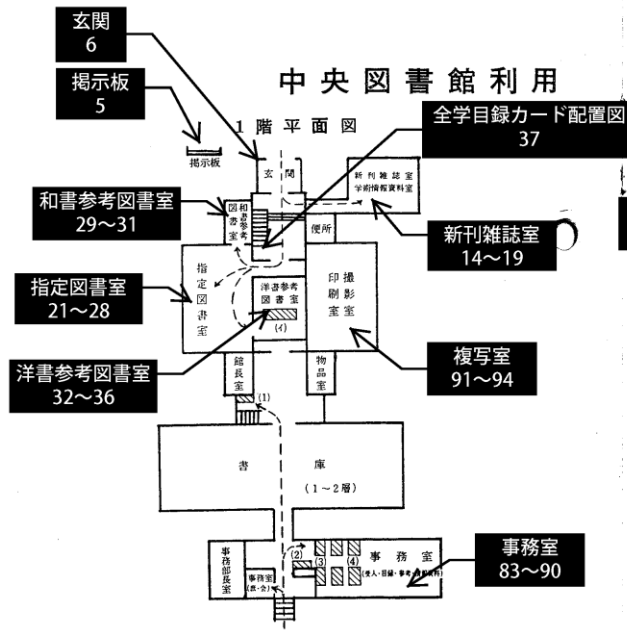 中央図書館利用
1階平面図
玄関
6
掲示板
5
全学目録カード配置図
37
掲示板
玄関
新刊雑誌室
学術情報資料室
和書参考図書室
29～31
和書参考
図書室
便所
新刊雑誌室
14～19
指定図書室
21～28
指定図書室
洋書参考
図書室
(イ)
撮影室
印刷室
洋書参考図書室
32～36
複写室
91～94
館長室
物品室
(1)
書庫
(1～2層)
事務部長室
事務室
(庶・会)
(2)
(3)
(4)
事務室
事務室
83～90